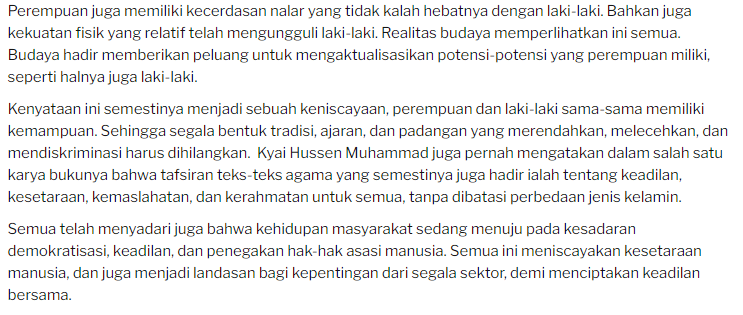 Perempuan juga memiliki kecerdasan nalar yang tidak kalah hebatnya dengan laki-laki. Bahkan juga
kekuatan fisik yang relatif telah mengungguli laki-laki. Realitas budaya memperlihatkan ini semua.
Budaya hadir memberikan peluang untuk mengaktualisasikan potensi-potensi yang perempuan miliki,
seperti halnya juga laki-laki.
Kenyataan ini semestinya menjadi sebuah keniscayaan, perempuan dan laki-laki sama-sama memiliki
kemampuan. Sehingga segala bentuk tradisi, ajaran, dan padangan yang merendahkan, melecehkan, dan
mendiskriminasi harus dihilangkan.  Kyai Hussen Muhammad juga pernah mengatakan dalam salah satu
karya bukunya bahwa tafsiran teks-teks agama yang semestinya juga hadir ialah tentang keadilan,
kesetaraan, kemaslahatan, dan kerahmatan untuk semua, tanpa dibatasi perbedaan jenis kelamin.
Semua telah menyadari juga bahwa kehidupan masyarakat sedang menuju pada kesadaran
demokratisasi, keadilan, dan penegakan hak-hak asasi manusia. Semua ini meniscayakan kesetaraan
manusia, dan juga menjadi landasan bagi kepentingan dari segala sektor, demi menciptakan keadilan
bersama.